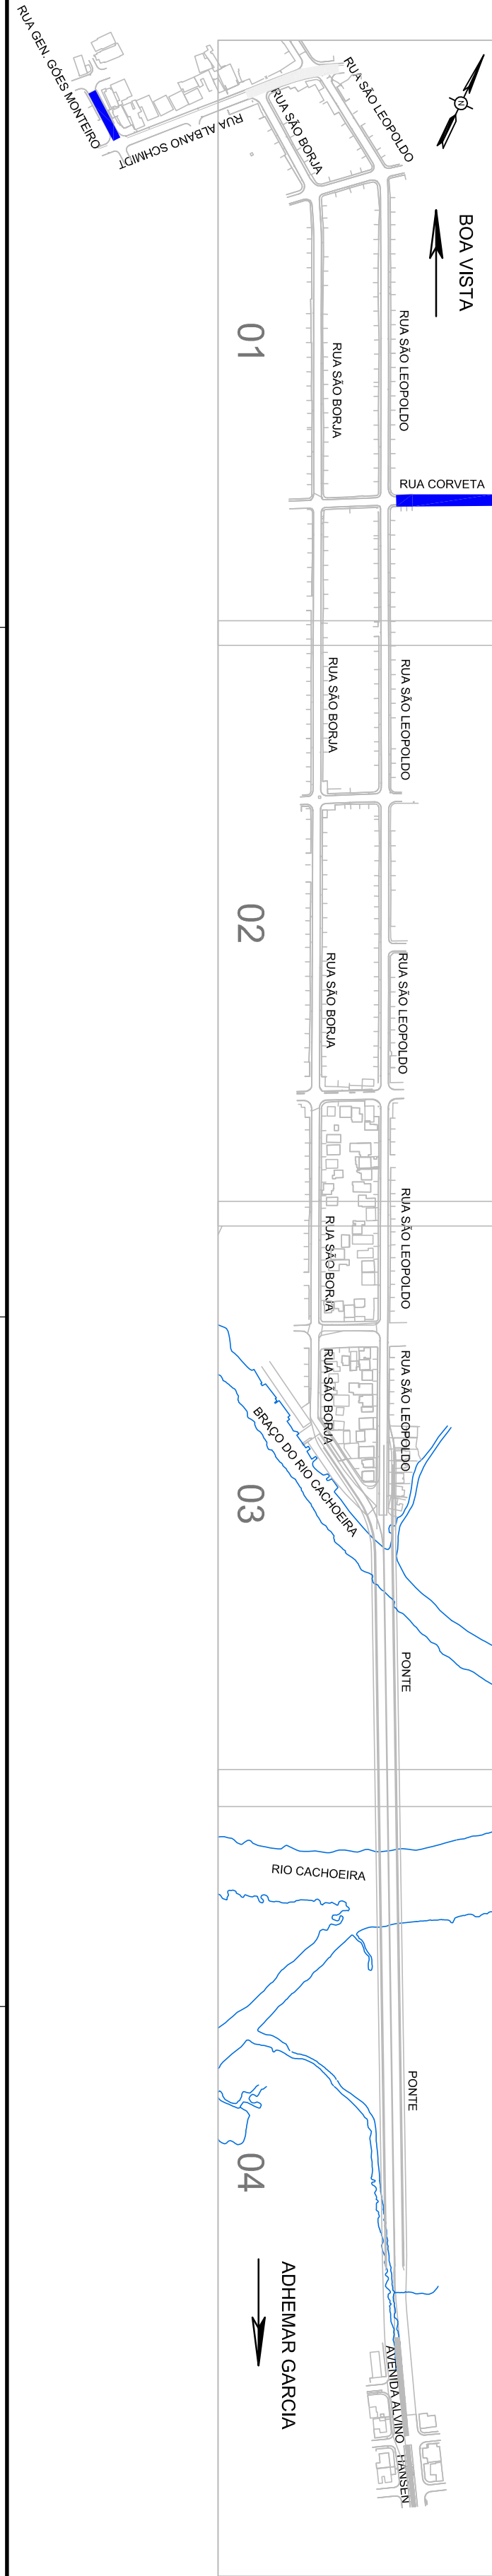 RUA GEN. GÓES MONTEIRO
RUA ALBANO SCHMIDT
RUA SÃO BORJA
RUA SÃO LEOPOLDO
N
BOA VISTA
01
RUA SÃO BORJA
RUA SÃO LEOPOLDO
RUA CORVETA
RUA SÃO BORJA
RUA SÃO LEOPOLDO
02
RUA SÃO BORJA
RUA SÃO LEOPOLDO
RUA SÃO BORJA
RUA SÃO LEOPOLDO
RUA SÃO BORJA
RUA SÃO LEOPOLDO
BRAÇO DO RIO CACHOEIRA
03
PONTE
RIO CACHOEIRA
PONTE
04
ADHEMAR GARCIA
AVENIDA ALVINO HANSEN